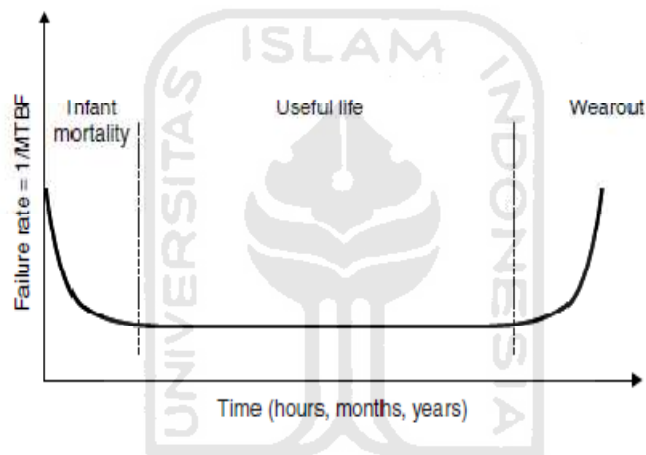 ISLAM
UNIVERSITAS
INDONESIA
Infant
mortality
Useful life
Wearout
Failure rate = 1/MTBF
Time (hours, months, years)